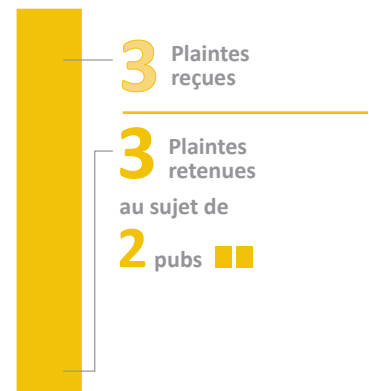 3 Plaintes
reçues
3 Plaintes
retenues
au sujet de
2 pubs